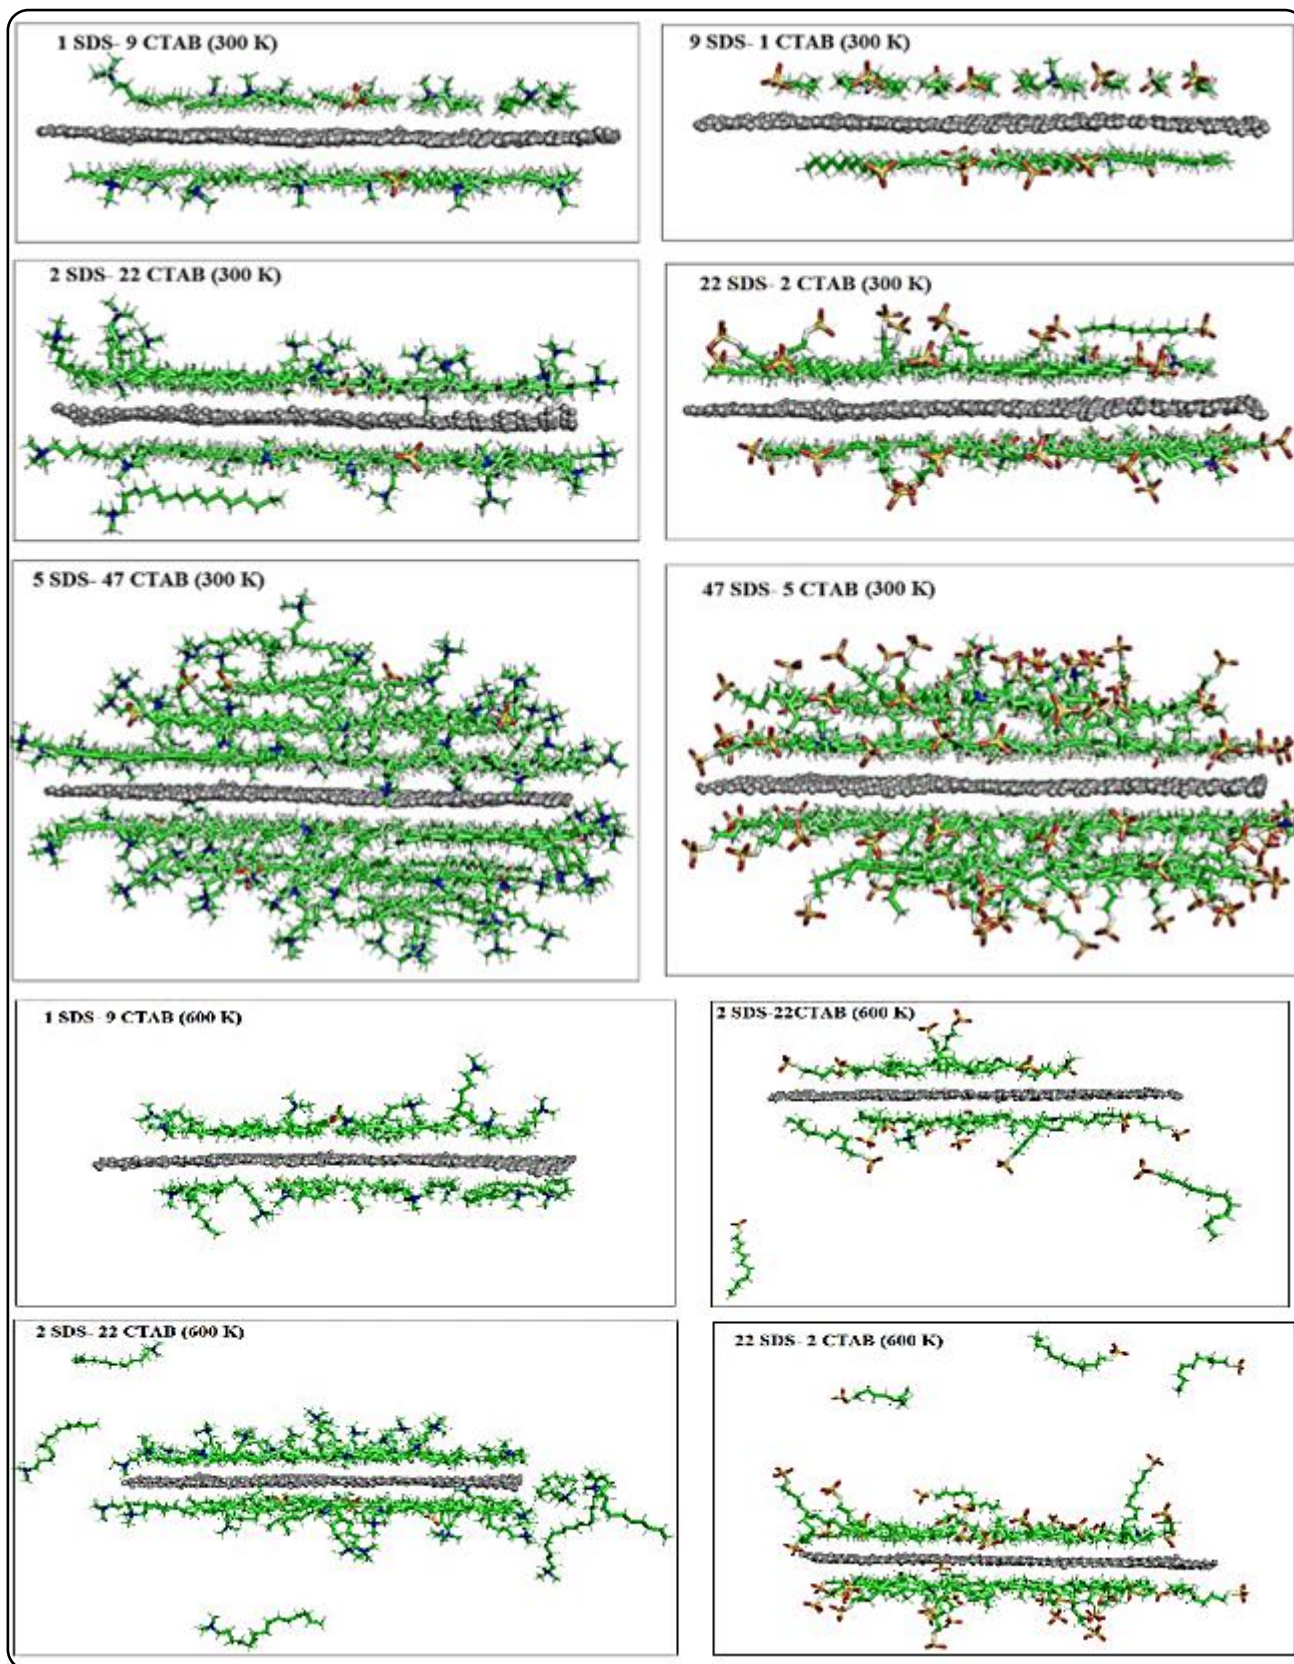 1 SDS- 9 CTAB (300 K)
9 SDS- 1 CTAB (300 K)
2 SDS- 22 CTAB (300 K)
22 SDS- 2 CTAB (300 K)
5 SDS- 47 CTAB (300 K)
47 SDS- 5 CTAB (300 K)
1 SDS- 9 CTAB (600 K)
2 SDS-22CTAB (600 K)
2 SDS- 22 CTAB (600 K)
22 SDS- 2 CTAB (600 K)